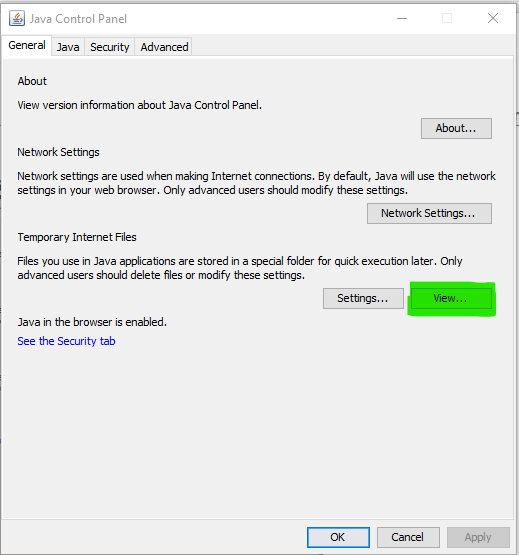 Java Control Panel
General Java Security Advanced
About
View version information about Java Control Panel.
About...
Network Settings
Network settings are used when making Internet connections. By default, Java will use the network
settings in your web browser. Only advanced users should modify these settings.
Network Settings...
Temporary Internet Files
Files you use in Java applications are stored in a special folder for quick execution later. Only
advanced users should delete files or modify these settings.
Settings... View...
Java in the browser is enabled.
See the Security tab
OK Cancel Apply